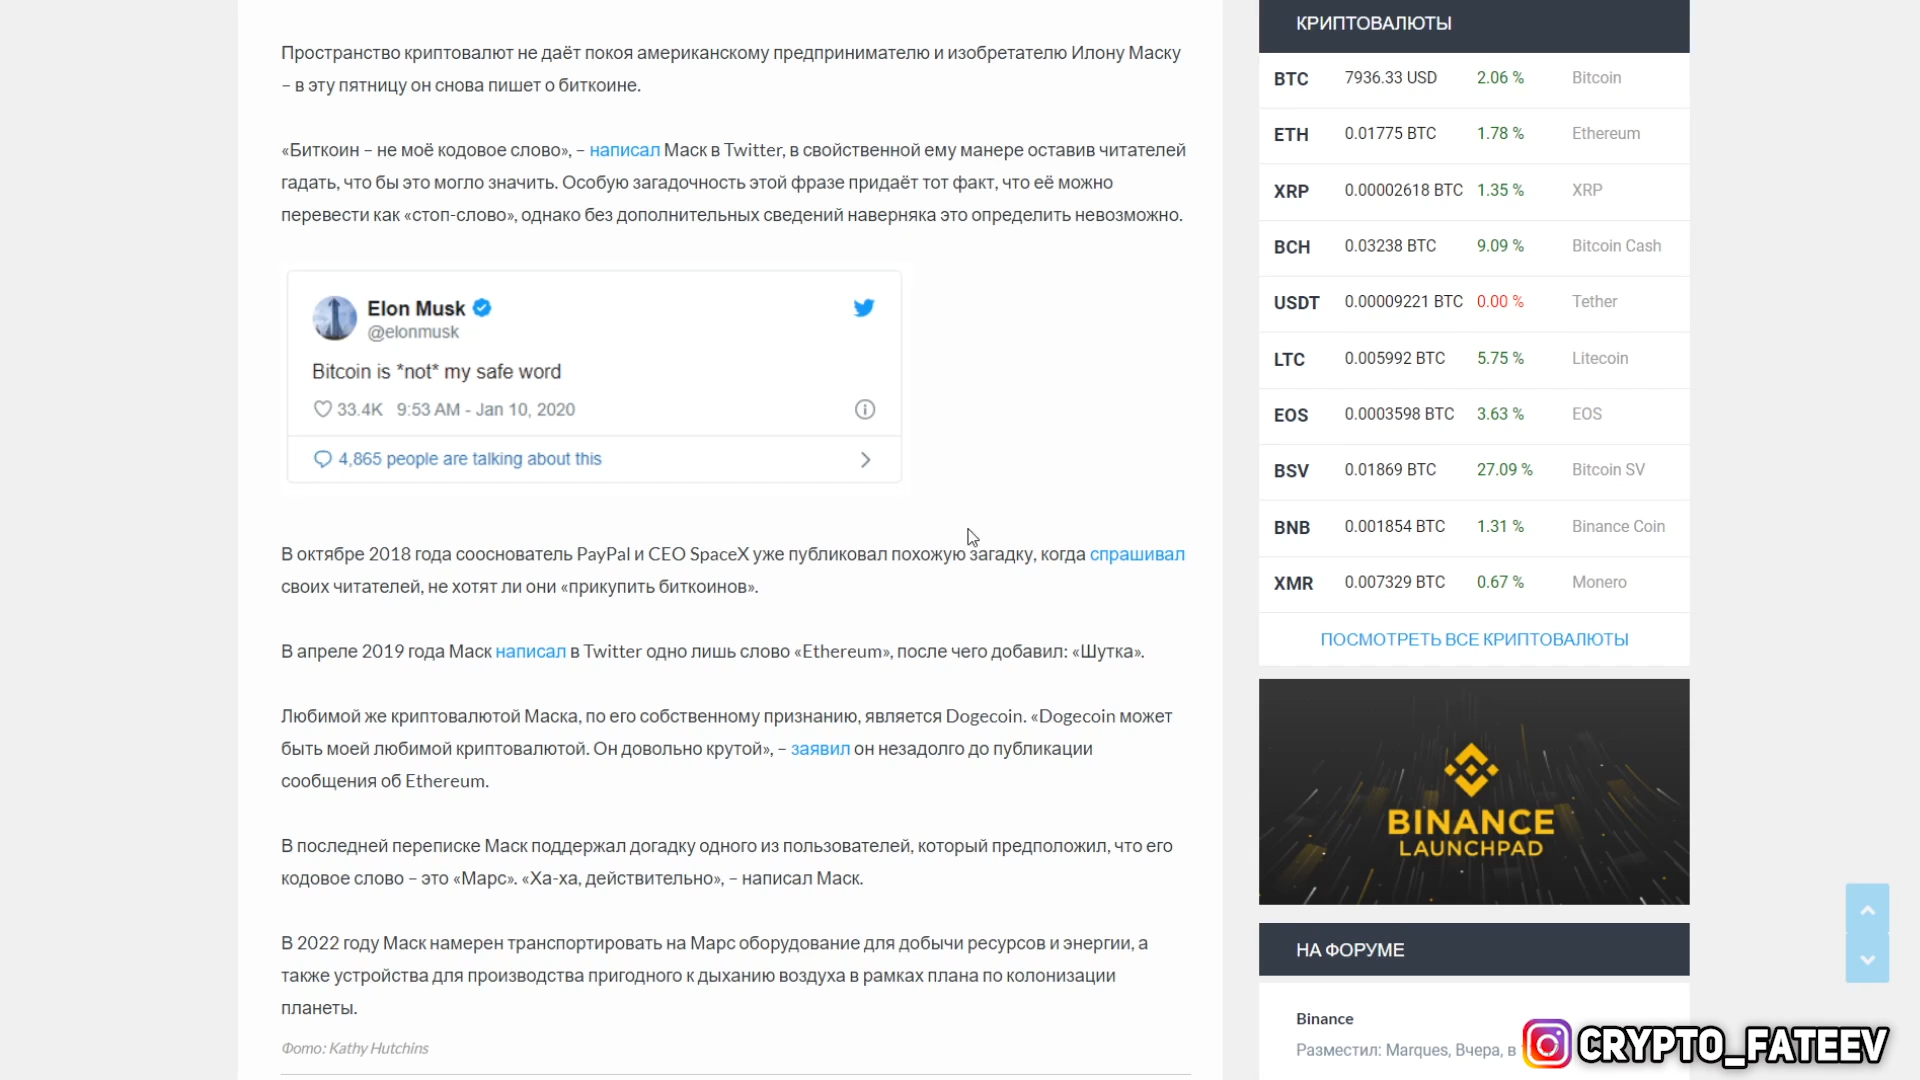 Пространство криптовалют не даёт покоя американскому предпринимателю и изобретателю Илону Маску
– в эту пятницу он снова пишет о биткоине.
«Биткоин – не моё кодовое слово», – написал Маск в Twitter, в свойственной ему манере оставив читателей
гадать, что бы это могло значить. Особую загадочность этой фразе придаёт тот факт, что её можно
перевести как «стоп-слово», однако без дополнительных сведений наверняка это определить невозможно.
Elon Musk
@elonmusk
Bitcoin is *not* my safe word
33.4K 9:53 AM - Jan 10, 2020
4,865 people are talking about this
В октябре 2018 года сооснователь PayPal и CEO SpaceX уже публиковал похожую загадку, когда спрашивал
своих читателей, не хотят ли они «прикупить биткоинов».
В апреле 2019 года Маск написал в Twitter одно лишь слово «Ethereum», после чего добавил: «Шутка».
Любимой же криптовалютой Маска, по его собственному признанию, является Dogecoin. «Dogecoin может
быть моей любимой криптовалютой. Он довольно крутой», – заявил он незадолго до публикации
сообщения об Ethereum.
В последней переписке Маск поддержал догадку одного из пользователей, который предположил, что его
кодовое слово – это «Марс». «Ха-ха, действительно», – написал Маск.
В 2022 году Маск намерен транспортировать на Марс оборудование для добычи ресурсов и энергии, а
также устройства для производства пригодного к дыханию воздуха в рамках плана по колонизации
планеты.
Фото: Kathy Hutchins
КРИПТОВАЛЮТЫ
BTC 7936.33 USD 2.06 % Bitcoin
ETH 0.01775 BTC 1.78 % Ethereum
XRP 0.00002618 BTC 1.35 % XRP
BCH 0.03238 BTC 9.09 % Bitcoin Cash
USDT 0.00009221 BTC 0.00 % Tether
LTC 0.005992 BTC 5.75 % Litecoin
EOS 0.0003598 BTC 3.63 % EOS
BSV 0.01869 BTC 27.09 % Bitcoin SV
BNB 0.001854 BTC 1.31 % Binance Coin
XMR 0.007329 BTC 0.67 % Monero
ПОСМОТРЕТЬ ВСЕ КРИПТОВАЛЮТЫ
BINANCE
LAUNCHPAD
НА ФОРУМЕ
Binance
Разместил: Marques, Вчера, в
CRYPTO_FATEEV